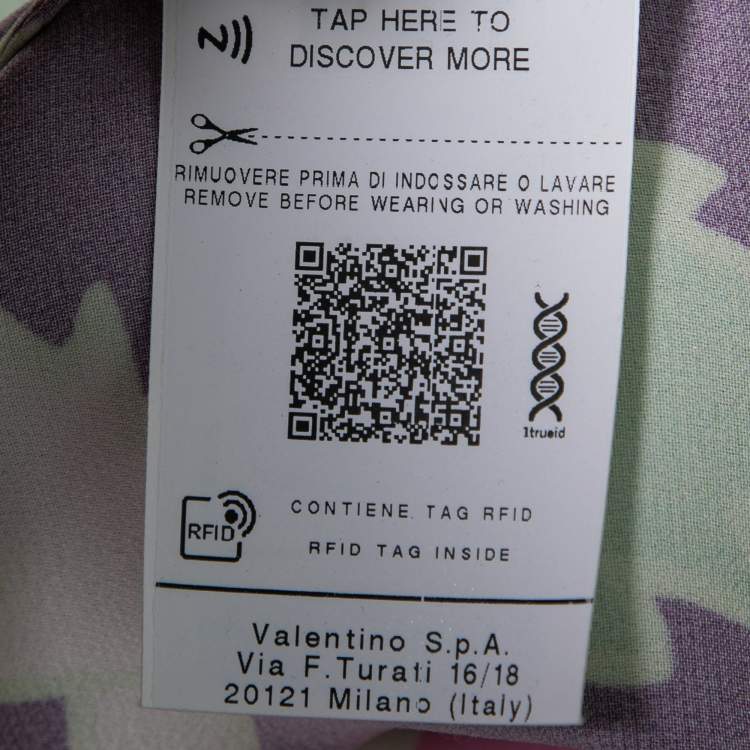 TAP HERE TO
DISCOVER MORE
RIMUOVERE PRIMA DI INDOSSARE O LAVARE
REMOVE BEFORE WEARING OR WASHING
1trueid
RFID
CONTIENE TAG RFID
RFID TAG INSIDE
Valentino S.p.A.
Via F.Turati 16/18
20121 Milano (Italy)